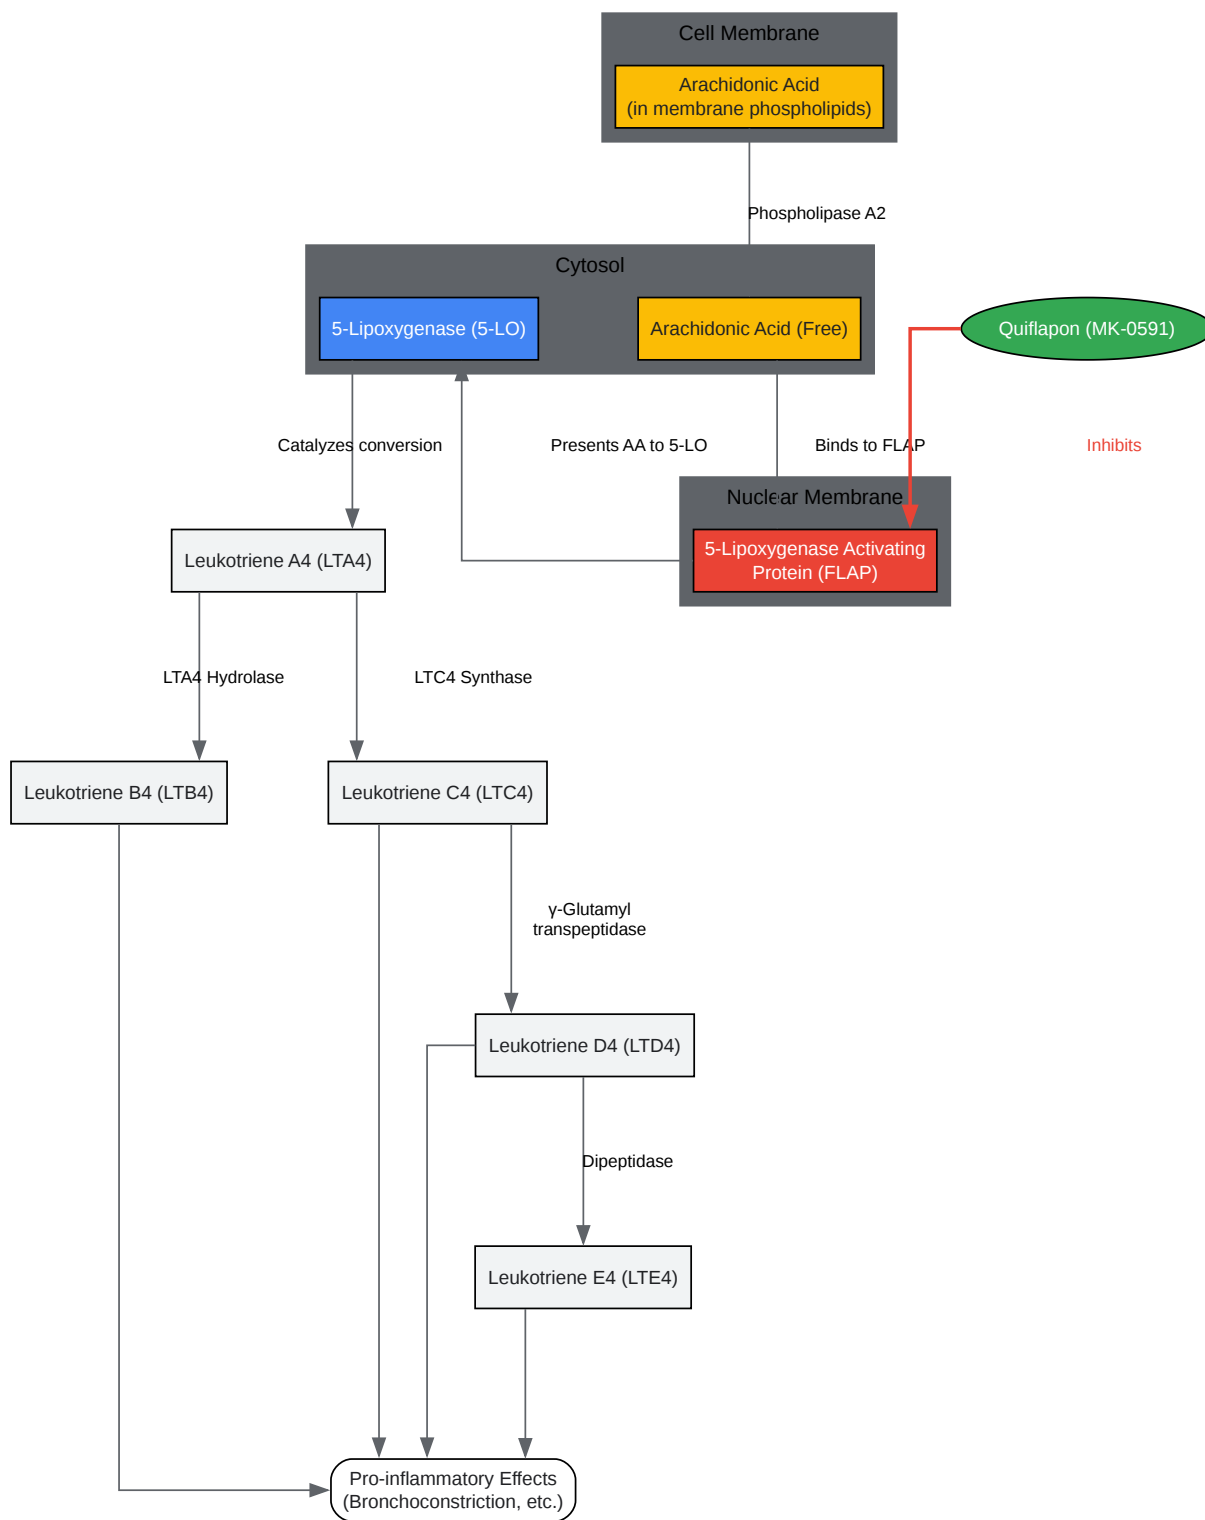 Cell Membrane
Arachidonic Acid
(in membrane phospholipids)
Phospholipase A2
Cytosol
5-Lipoxygenase (5-LO)
Arachidonic Acid (Free)
Quiflapon (MK-0591)
Catalyzes conversion
Presents AA to 5-LO
Binds to FLAP
Inhibits
Nuclear Membrane
5-Lipoxygenase Activating
Protein (FLAP)
Leukotriene A4 (LTA4)
LTA4 Hydrolase
LTC4 Synthase
Leukotriene B4 (LTB4)
Leukotriene C4 (LTC4)
γ-Glutamyl
transpeptidase
Leukotriene D4 (LTD4)
Dipeptidase
Leukotriene E4 (LTE4)
Pro-inflammatory Effects
(Bronchoconstriction, etc.)